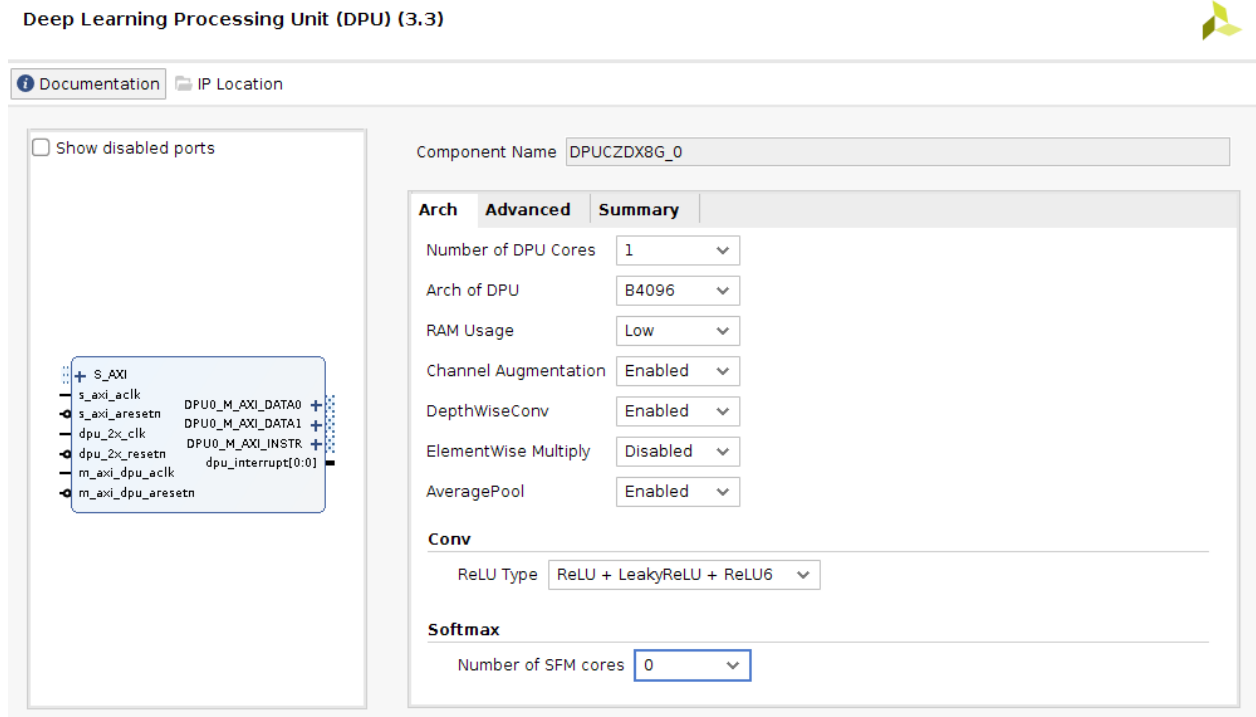 Deep Learning Processing Unit (DPU) (3.3)
Documentation IP Location
Show disabled ports
S_AXI
s_axi_aclk
s_axi_aresetn
dpu_2x_clk
dpu_2x_resetn
m_axi_dpu_aclk
m_axi_dpu_aresetn
DPU0_M_AXI_DATA0
DPU0_M_AXI_DATA1
DPU0_M_AXI_INSTR
dpu_interrupt[0:0]
Component Name DPUCZDX8G_0
Arch Advanced Summary
Number of DPU Cores 1
Arch of DPU B4096
RAM Usage Low
Channel Augmentation Enabled
DepthWiseConv Enabled
ElementWise Multiply Disabled
AveragePool Enabled
Conv
ReLU Type ReLU + LeakyReLU + ReLU6
Softmax
Number of SFM cores 0